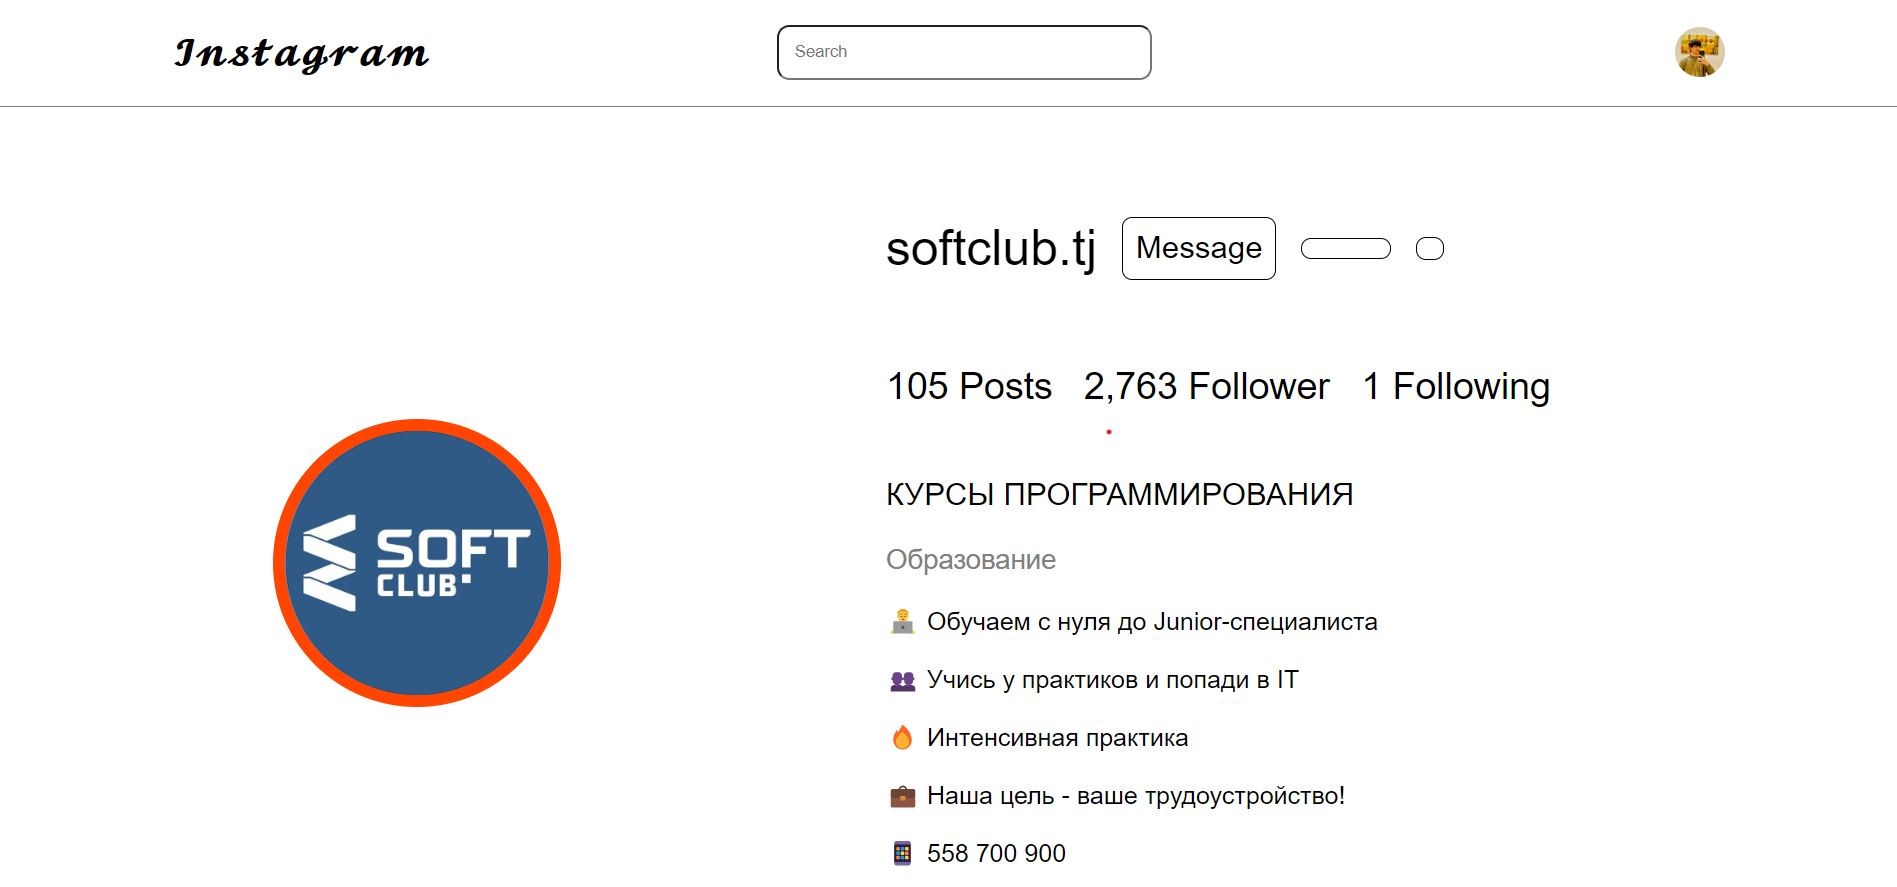 Instagram
Search
softclub.tj
Message
105 Posts 2,763 Follower 1 Following
SOFT
CLUB
КУРСЫ ПРОГРАММИРОВАНИЯ
Образование
Обучаем с нуля до Junior-специалиста
Учись у практиков и попади в IT
Интенсивная практика
Наша цель - ваше трудоустройство!
558 700 900